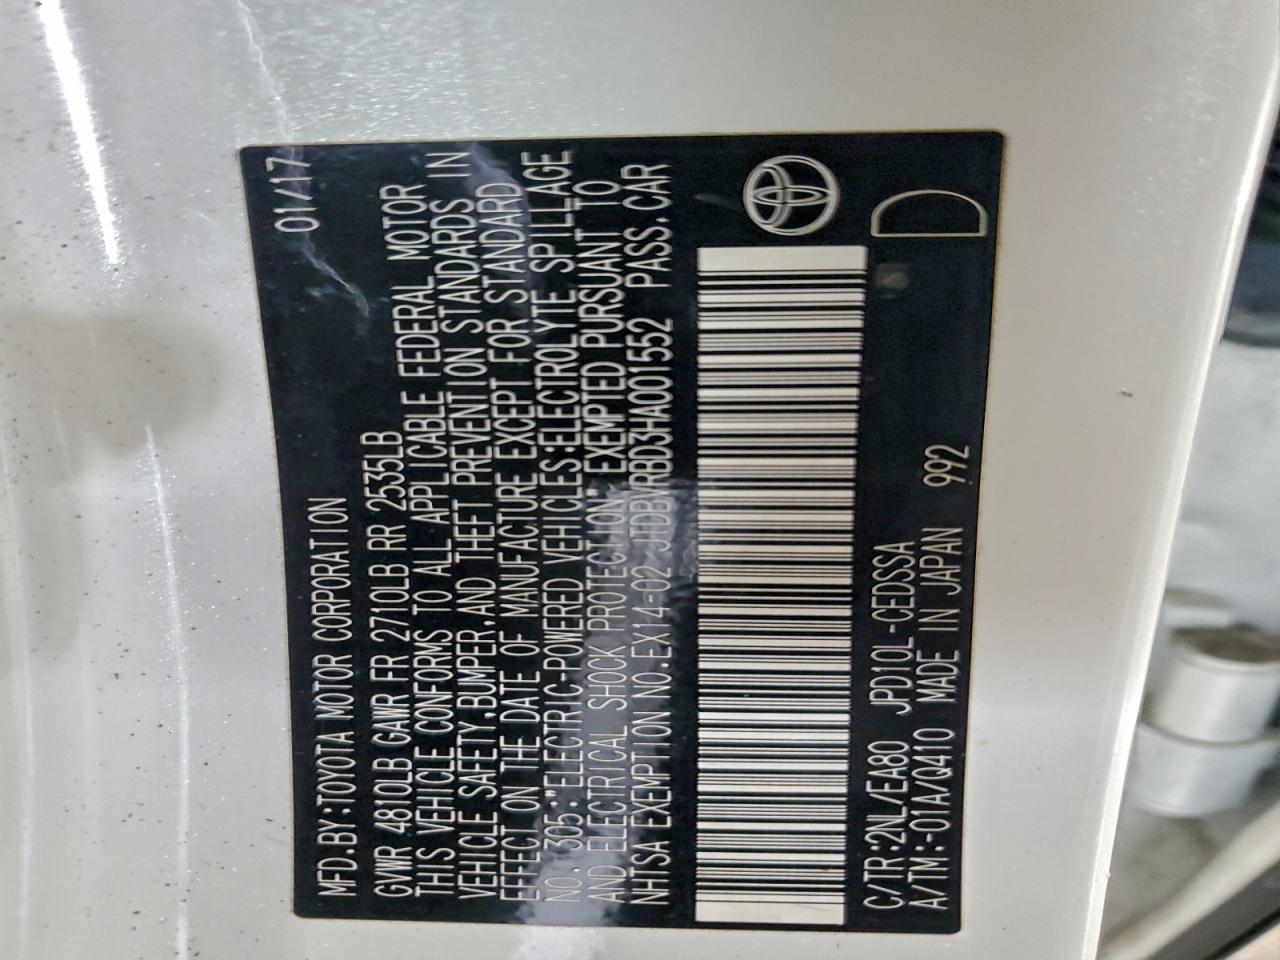 MFD.BY:TOYOTA MOTOR CORPORATION 01/17
GVWR 4810LB GAWR FR 2710LB RR 2535LB
THIS VEHICLE CONFORMS TO ALL APPLICABLE FEDERAL MOTOR
VEHICLE SAFETY,BUMPER,AND THEFT PREVENTION STANDARDS IN
EFFECT ON THE DATE OF MANUFACTURE EXCEPT FOR STANDARD
NO. 305:"ELECTRIC-POWERED VEHICLES:ELECTROLYTE SPILLAGE
AND ELECTRICAL SHOCK PROTECTION" EXEMPTED PURSUANT TO
NHTSA EXEMPTION NO.EX14-02 JTDBVRBD3HA001552 PASS.CAR
C/TR:2NL/EA80 JPD10L-CEDSSA
A/TM:-01A/Q410 MADE IN JAPAN 992
D